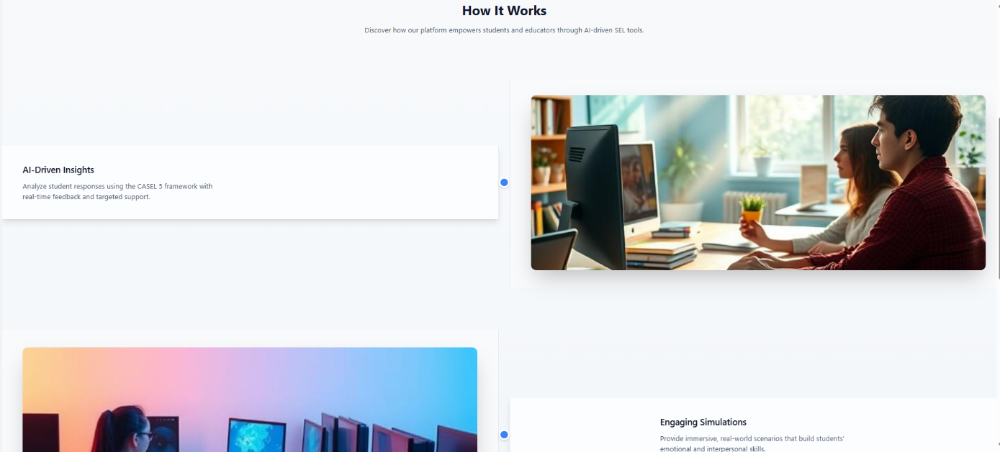 How It Works
Discover how our platform empowers students and educators through AI-driven SEL tools.
AI-Driven Insights
Analyze student responses using the CASEL 5 framework with
real-time feedback and targeted support.
Engaging Simulations
Provide immersive, real-world scenarios that build students'
emotional and interpersonal skills.